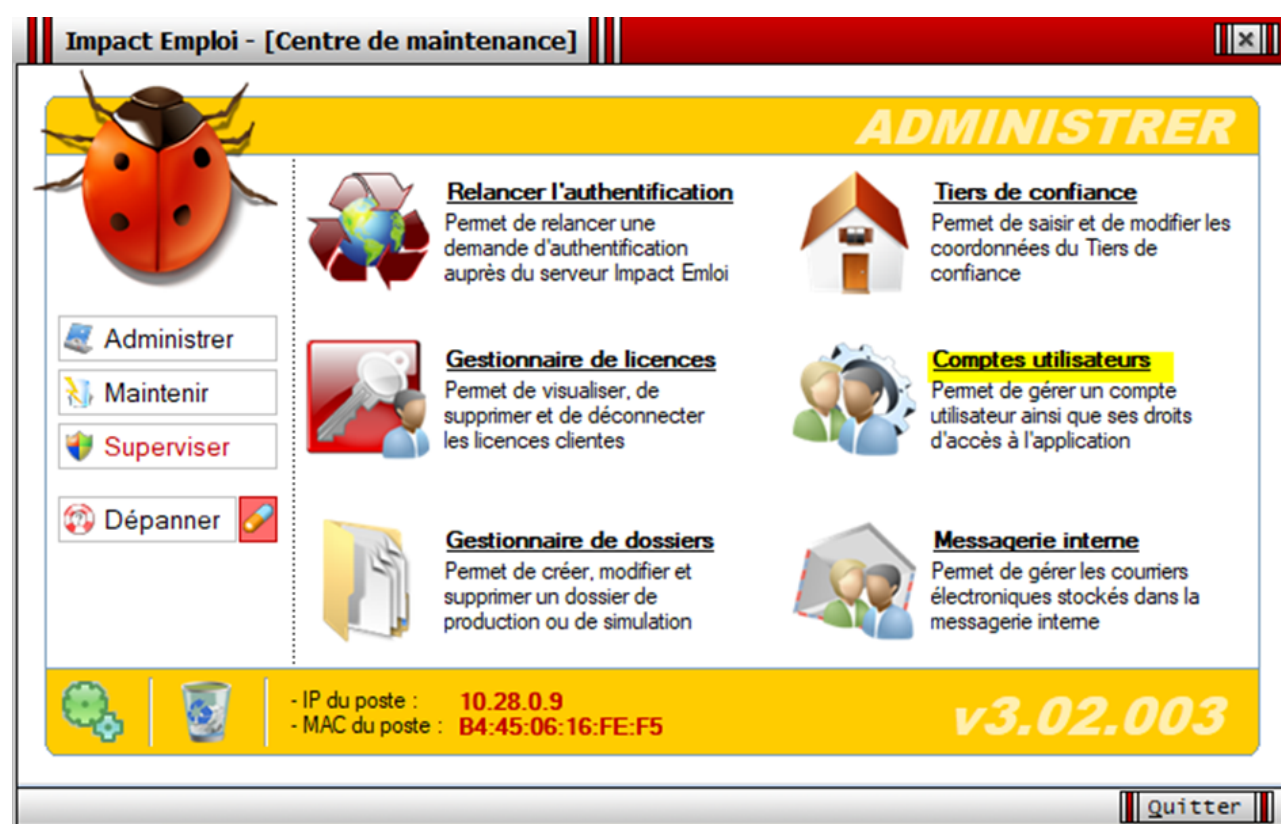 Impact Emploi - [Centre de maintenance]
ADMINISTRER
Relancer l'authentification
Permet de relancer une
demande d'authentification
auprès du serveur Impact Emloi
Tiers de confiance
Permet de saisir et de modifier les
coordonnées du Tiers de
confiance
Administrer
Maintenir
Superviser
Dépanner
Gestionnaire de licences
Permet de visualiser, de
supprimer et de déconnecter
les licences clientes
Comptes utilisateurs
Permet de gérer un compte
utilisateur ainsi que ses droits
d'accès à l'application
Gestionnaire de dossiers
Permet de créer, modifier et
supprimer un dossier de
production ou de simulation
Messagerie interne
Permet de gérer les courriers
électroniques stockés dans la
messagerie interne
- IP du poste : 10.28.0.9
- MAC du poste : B4:45:06:16:FE:F5
v3.02.003
Quitter